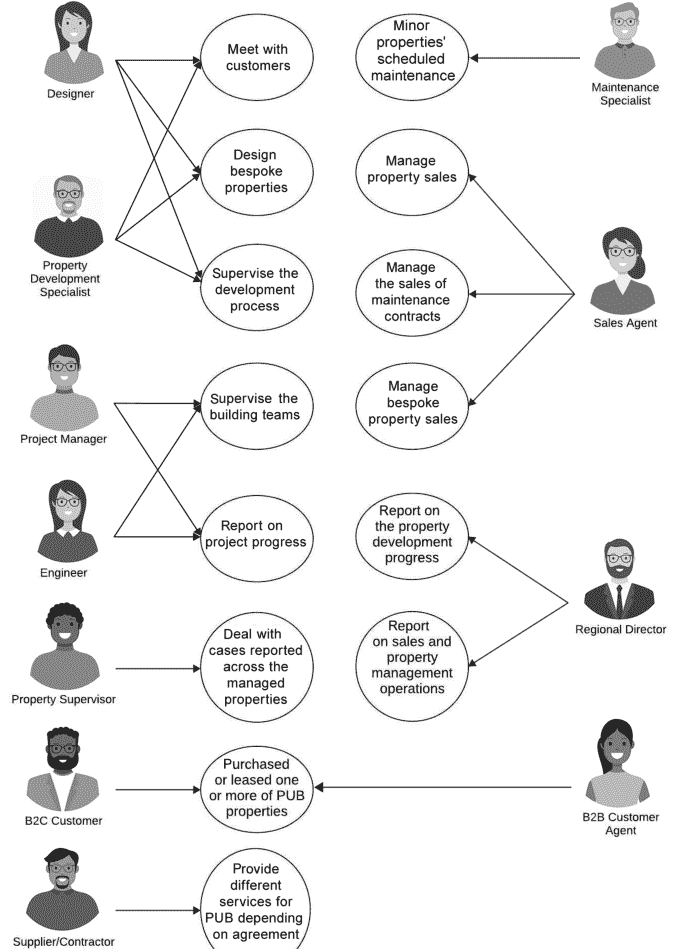 Designer
Meet with
customers
Minor
properties'
scheduled
maintenance
Maintenance
Specialist
Design
bespoke
properties
Manage
property sales
Property
Development
Specialist
Supervise the
development
process
Manage
the sales of
maintenance
contracts
Sales Agent
Project Manager
Supervise the
building teams
Manage
bespoke
property sales
Engineer
Report on
project progress
Report on
the property
development
progress
Regional Director
Property Supervisor
Deal with
cases reported
across the
managed
properties
Report
on sales and
property
management
operations
B2C Customer
Purchased
or leased one
or more of PUB
properties
B2B Customer
Agent
Supplier/Contractor
Provide
different
services for
PUB depending
on agreement